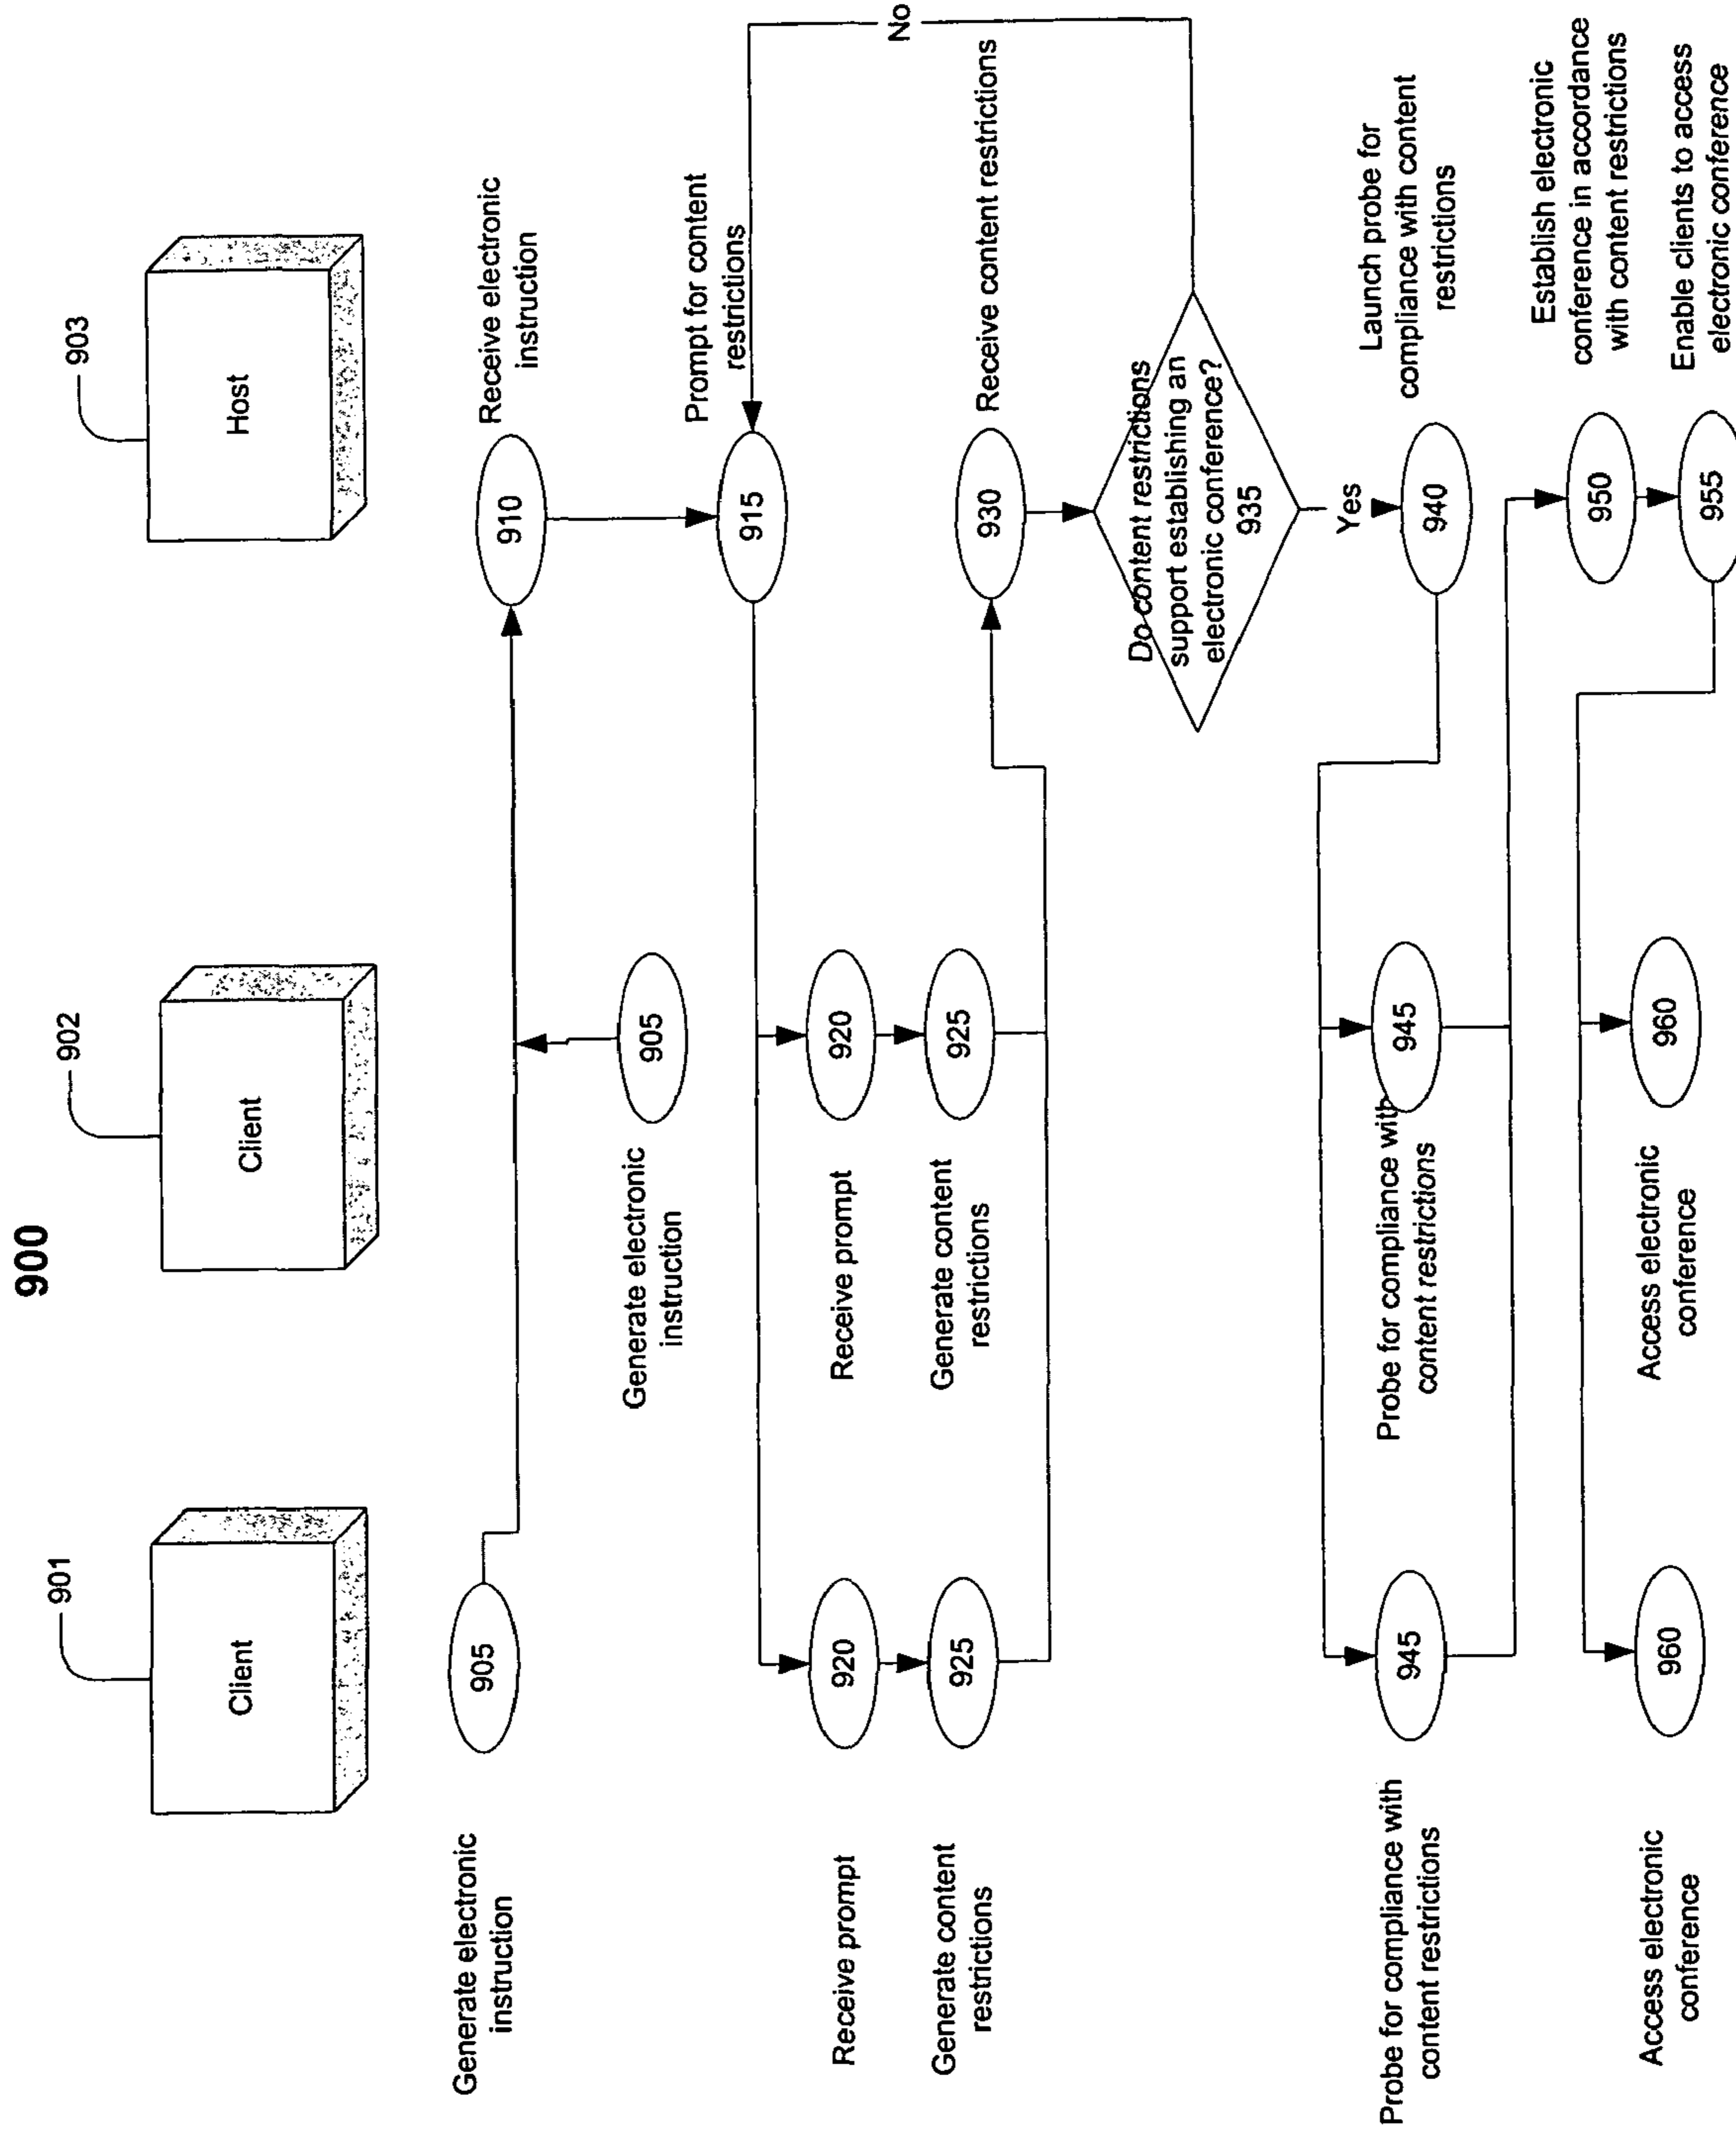 900
901
902
903
Client
Client
Host
Generate electronic
instruction
905
Generate electronic
instruction
905
Receive electronic
instruction
910
Prompt for content
restrictions
915
Receive prompt
920
Receive prompt
920
Generate content
restrictions
925
Generate content
restrictions
925
Receive content restrictions
930
Do content restrictions
support establishing an
electronic conference?
935
No
Yes
Launch probe for
compliance with content
restrictions
940
Probe for compliance with
content restrictions
945
Probe for compliance with
content restrictions
945
Establish electronic
conference in accordance
with content restrictions
950
Enable clients to access
electronic conference
955
Access electronic
conference
960
Access electronic
conference
960